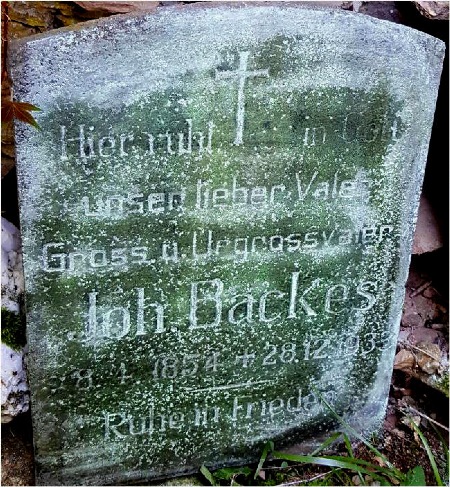 Hier ruht in Gott
unser lieber Vater
Gross u. Urgrossvater
Joh. Backes
8. 4. 1854 + 28.12.1933
Ruhe in Frieden